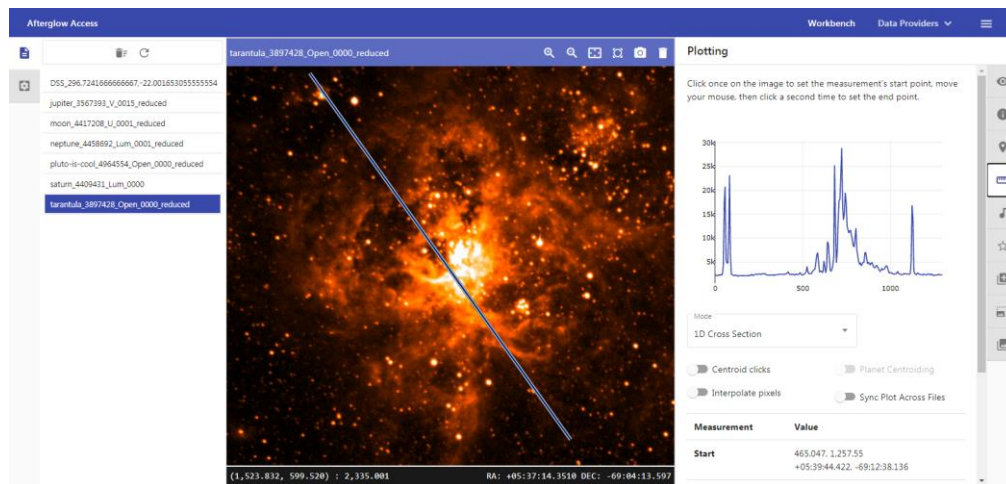 Afterglow Access
Workbench
Data Providers
DSS_296.7241666666667,-22.001653055555554
jupiter_3567393_V_0015_reduced
moon_4417208_U_0001_reduced
neptune_4458692_Lum_0001_reduced
pluto-is-cool_4964554_Open_0000_reduced
saturn_4409431_Lum_0000
tarantula_3897428_Open_0000_reduced
tarantula_3897428_Open_0000_reduced
(1,523.832, 599.520) : 2,335.001
RA: +05:37:14.3510 DEC: -69:04:13.597
Plotting
Click once on the image to set the measurement's start point, move
your mouse, then click a second time to set the end point.
30k
25k
20k
15k
10k
5k
0
500
1000
Mode
1D Cross Section
Centroid clicks
Planet Centroiding
Interpolate pixels
Sync Plot Across Files
Measurement
Value
Start
465.047, 1,257.55
+05:39:44.422, -69:12:38.136